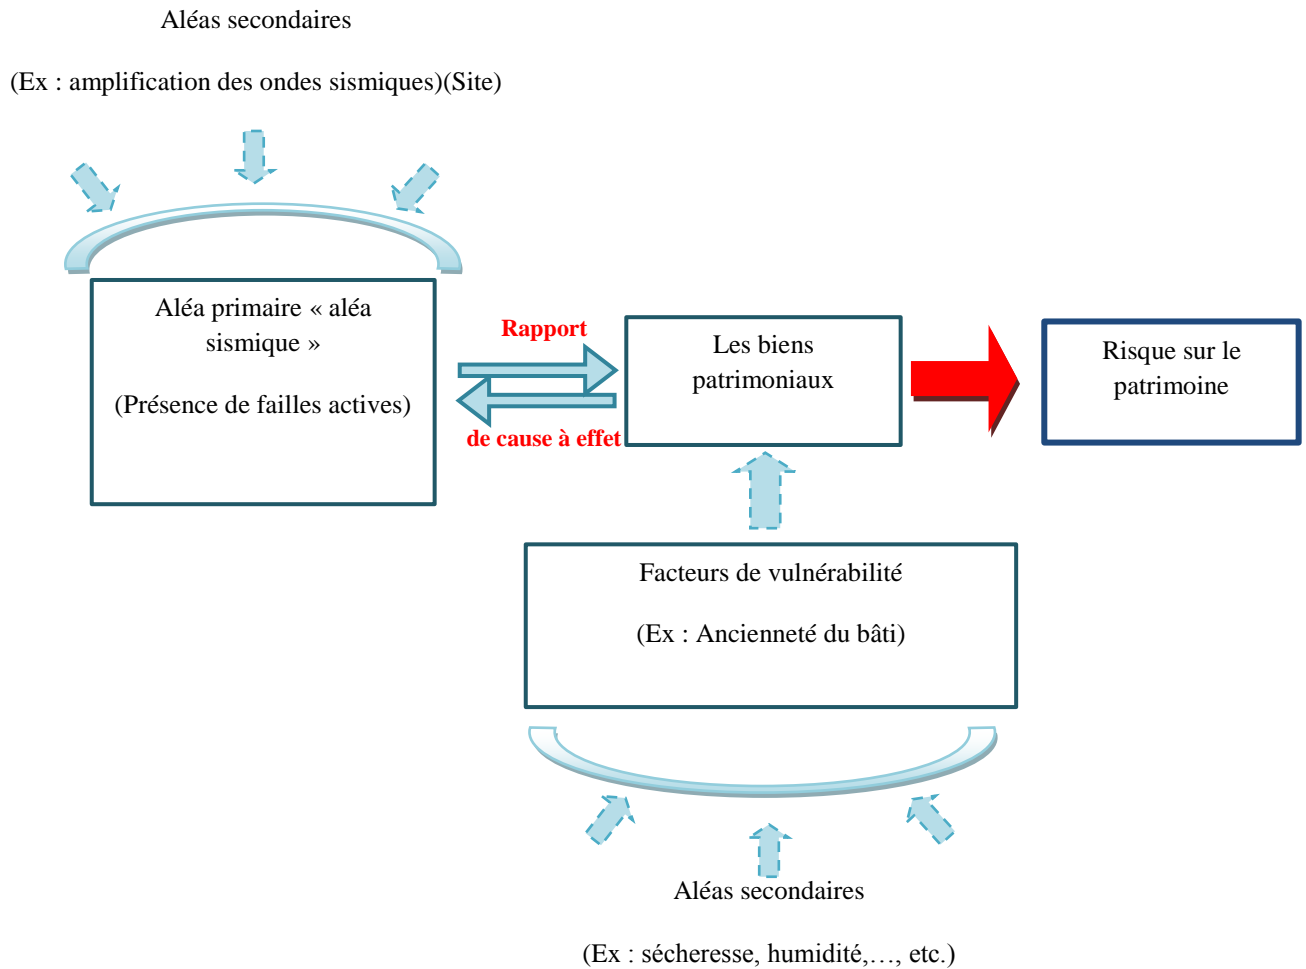 Aléas secondaires
(Ex : amplification des ondes sismiques)(Site)
Aléa primaire « aléa
sismique »
(Présence de failles actives)
Rapport
de cause à effet
Les biens
patrimoniaux
Risque sur le
patrimoine
Facteurs de vulnérabilité
(Ex : Ancienneté du bâti)
Aléas secondaires
(Ex : sécheresse, humidité,…, etc.)